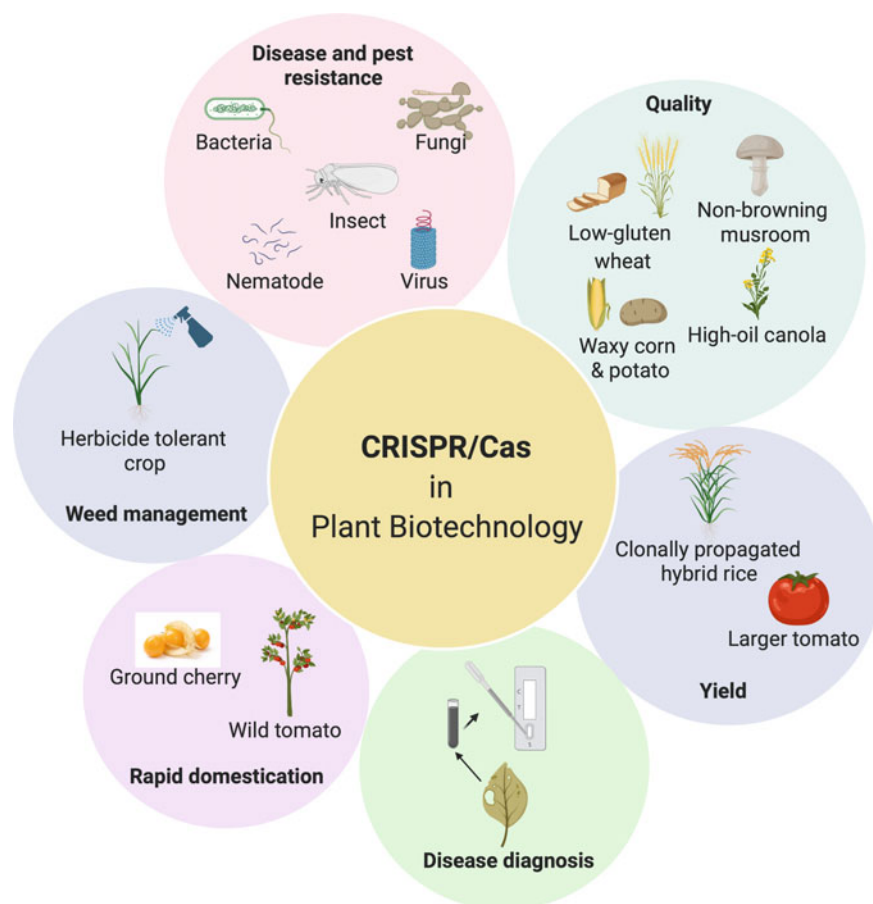 Disease and pest
resistance
Bacteria
Fungi
Insect
Nematode
Virus
Quality
Low-gluten
wheat
Non-browning
musroom
Waxy corn
& potato
High-oil canola
Herbicide tolerant
crop
Weed management
CRISPR/Cas
in
Plant Biotechnology
Clonally propagated
hybrid rice
Larger tomato
Yield
Ground cherry
Wild tomato
Rapid domestication
C
T
S
Disease diagnosis